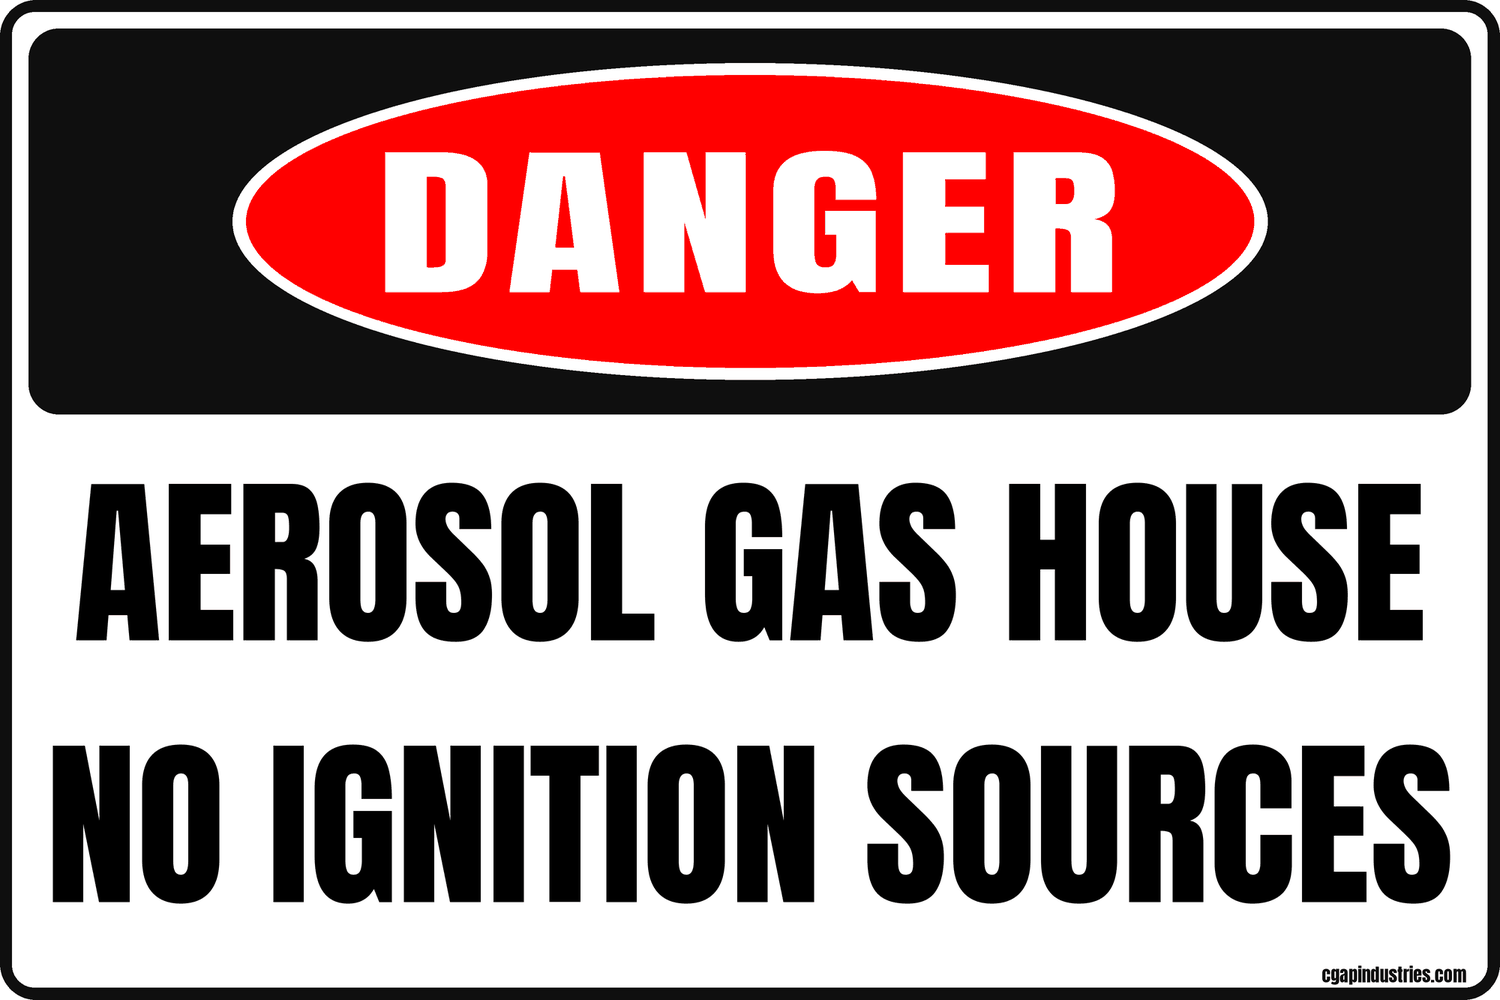 DANGER
AEROSOL GAS HOUSE
NO IGNITION SOURCES
cgapindustries.com